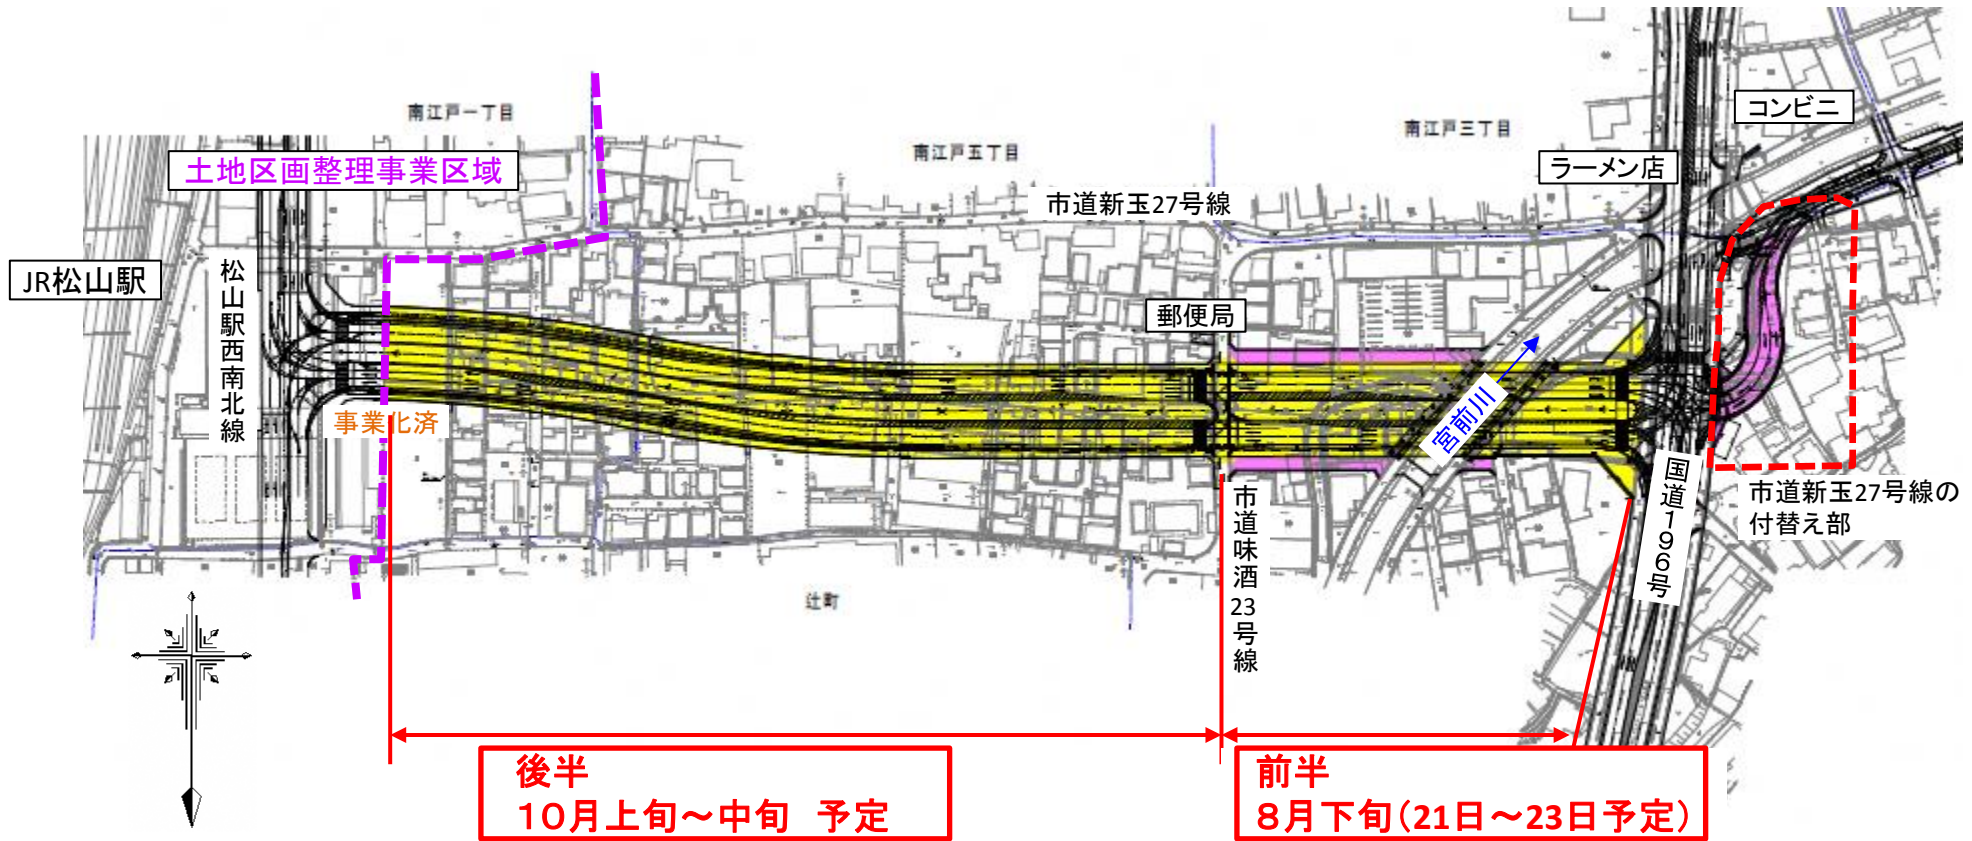 南江戸一丁目
南江戸五丁目
南江戸三丁目
コンビニ
ラーメン店
土地区画整理事業区域
市道新玉27号線
JR松山駅
松山駅西南北線
郵便局
事業化済
宮前川
国道196号
市道新玉27号線の
付替え部
市道味酒23号線
辻町
後半
10月上旬～中旬 予定
前半
8月下旬(21日～23日予定)